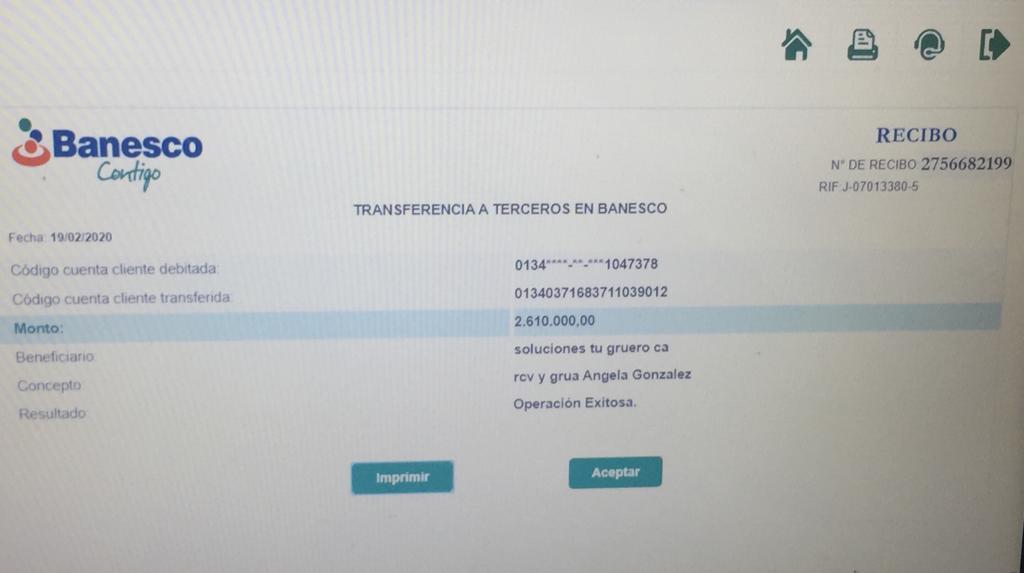 Banesco
Contigo
RECIBO
N° DE RECIBO 2756682199
RIF:J-07013380-5
TRANSFERENCIA A TERCEROS EN BANESCO
Fecha: 19/02/2020
Código cuenta cliente debitada: 0134****-**-***1047378
Código cuenta cliente transferida: 01340371683711039012
Monto: 2.610.000,00
Beneficiario: soluciones tu gruero ca
Concepto: rcv y grua Angela Gonzalez
Resultado: Operación Exitosa.
Imprimir Aceptar